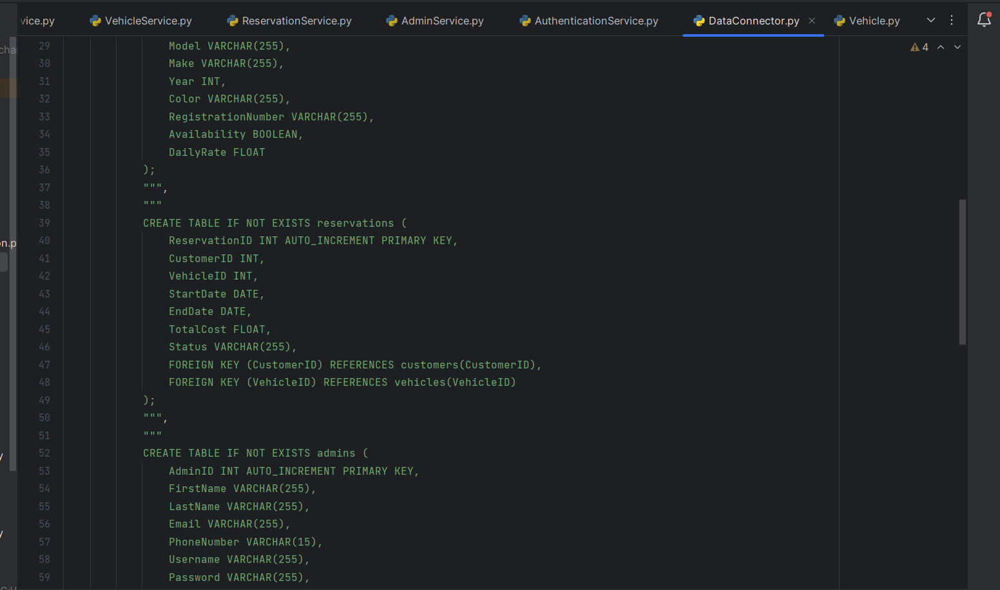 vice.py
VehicleService.py
ReservationService.py
AdminService.py
AuthenticationService.py
DataConnector.py
Vehicle.py
4
29 Model VARCHAR(255),
30 Make VARCHAR(255),
31 Year INT,
32 Color VARCHAR(255),
33 RegistrationNumber VARCHAR(255),
34 Availability BOOLEAN,
35 DailyRate FLOAT
36 );
37 """,
38 """
39 CREATE TABLE IF NOT EXISTS reservations (
40 ReservationID INT AUTO_INCREMENT PRIMARY KEY,
41 CustomerID INT,
42 VehicleID INT,
43 StartDate DATE,
44 EndDate DATE,
45 TotalCost FLOAT,
46 Status VARCHAR(255),
47 FOREIGN KEY (CustomerID) REFERENCES customers(CustomerID),
48 FOREIGN KEY (VehicleID) REFERENCES vehicles(VehicleID)
49 );
50 """,
51 """
52 CREATE TABLE IF NOT EXISTS admins (
53 AdminID INT AUTO_INCREMENT PRIMARY KEY,
54 FirstName VARCHAR(255),
55 LastName VARCHAR(255),
56 Email VARCHAR(255),
57 PhoneNumber VARCHAR(15),
58 Username VARCHAR(255),
59 Password VARCHAR(255),